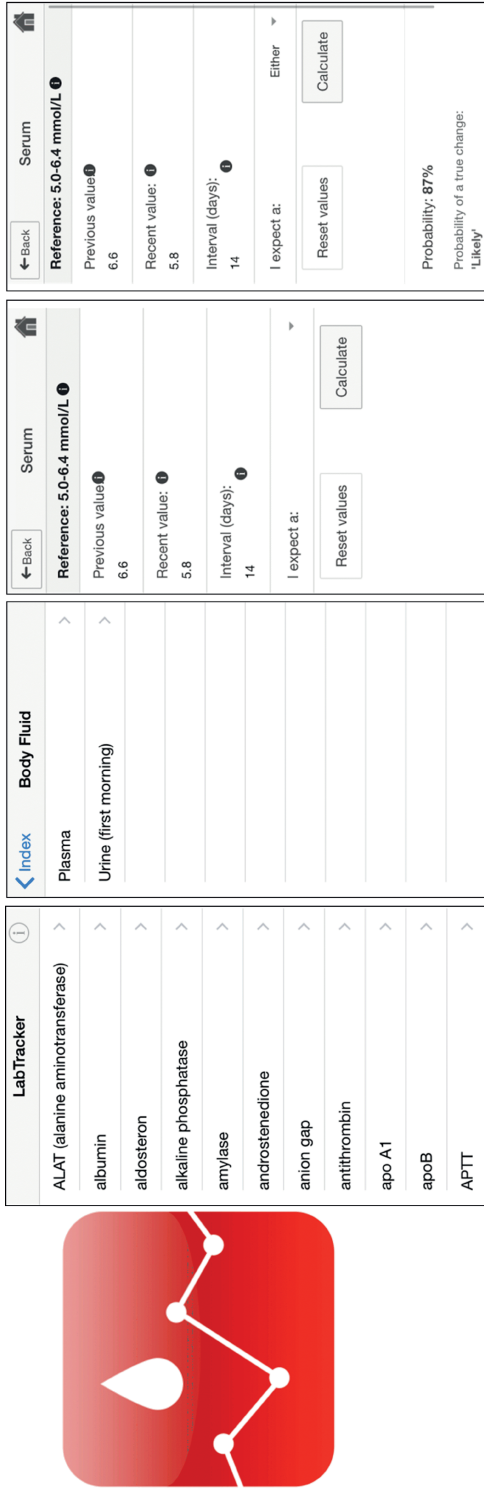 LabTracker
ALAT (alanine aminotransferase)
albumin
aldosteron
alkaline phosphatase
amylase
androstenedione
anion gap
antithrombin
apo A1
apoB
APTT
Index
Body Fluid
Plasma
Urine (first morning)
Back
Serum
Reference: 5.0-6.4 mmol/L
Previous value
6.6
Recent value:
5.8
Interval (days):
14
I expect a:
Reset values
Calculate
Back
Serum
Reference: 5.0-6.4 mmol/L
Previous value
6.6
Recent value:
5.8
Interval (days):
14
I expect a:
Either
Reset values
Calculate
Probability: 87%
Probability of a true change:
'Likely'